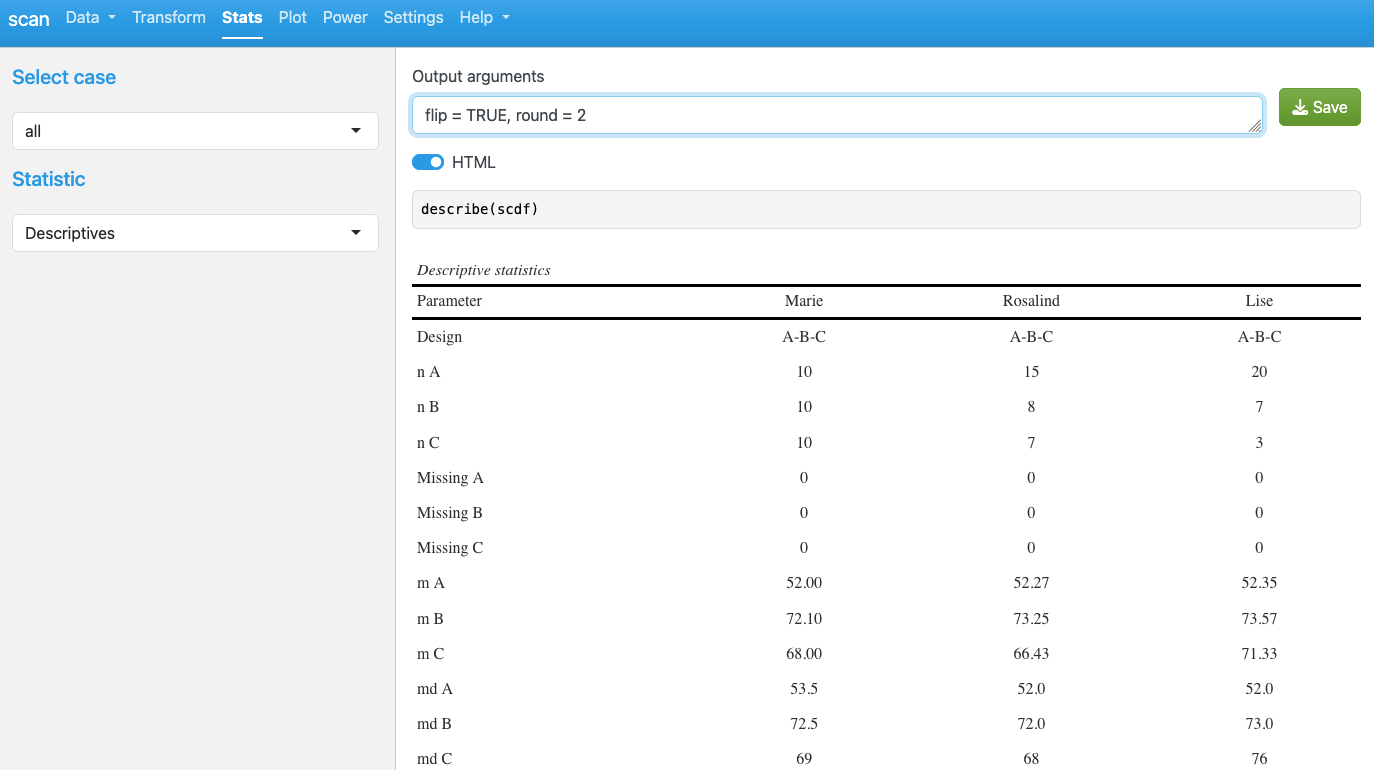 scan Data Transform Stats Plot Power Settings Help
Select case
all
Statistic
Descriptives
Output arguments
flip = TRUE, round = 2
Save
HTML
describe(scdf)
Descriptive statistics
Parameter Marie Rosalind Lise
Design A-B-C A-B-C A-B-C
n A 10 15 20
n B 10 8 7
n C 10 7 3
Missing A 0 0 0
Missing B 0 0 0
Missing C 0 0 0
m A 52.00 52.27 52.35
m B 72.10 73.25 73.57
m C 68.00 66.43 71.33
md A 53.5 52.0 52.0
md B 72.5 72.0 73.0
md C 69 68 76